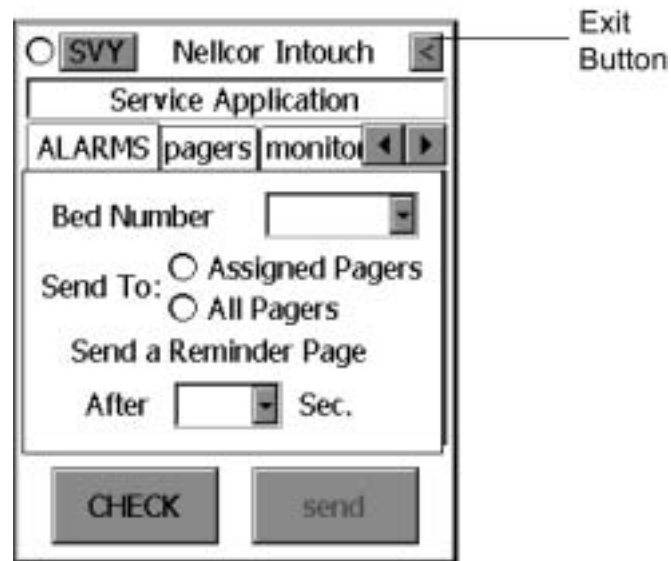 SVY Nellcor Intouch <
Exit
Button
Service Application
ALARMS pagers monitor
Bed Number
Send To: Assigned Pagers
All Pagers
Send a Reminder Page
After Sec.
CHECK send